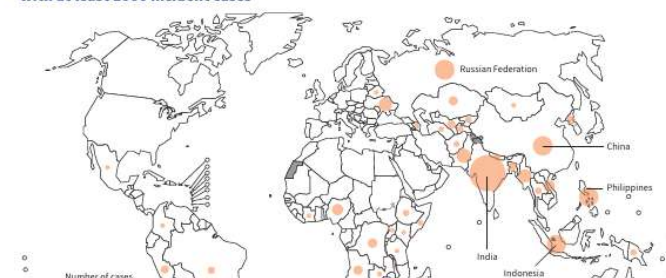 Russian Federation
China
Philippines
India
Indonesia
Number of cases